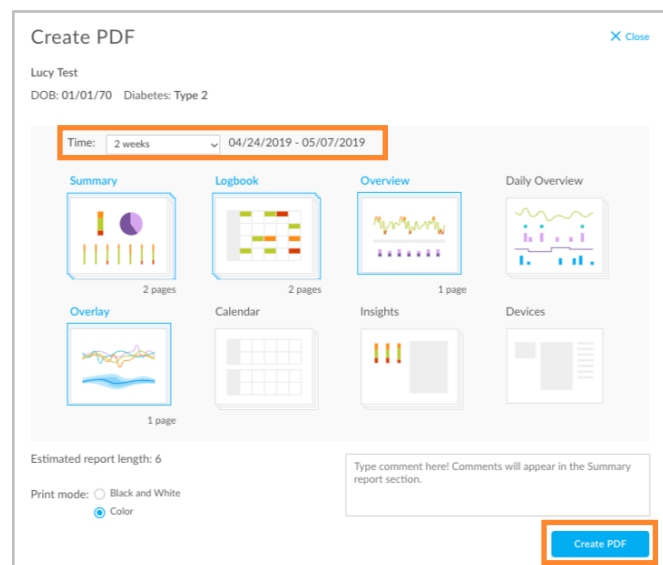 Create PDF
Close
Lucy Test
DOB: 01/01/70 Diabetes: Type 2
Time: 2 weeks 04/24/2019 - 05/07/2019
Summary Logbook Overview Daily Overview
2 pages 2 pages 1 page
Overlay Calendar Insights Devices
1 page
Estimated report length: 6
Type comment here! Comments will appear in the Summary
report section.
Print mode: Black and White
Color
Create PDF